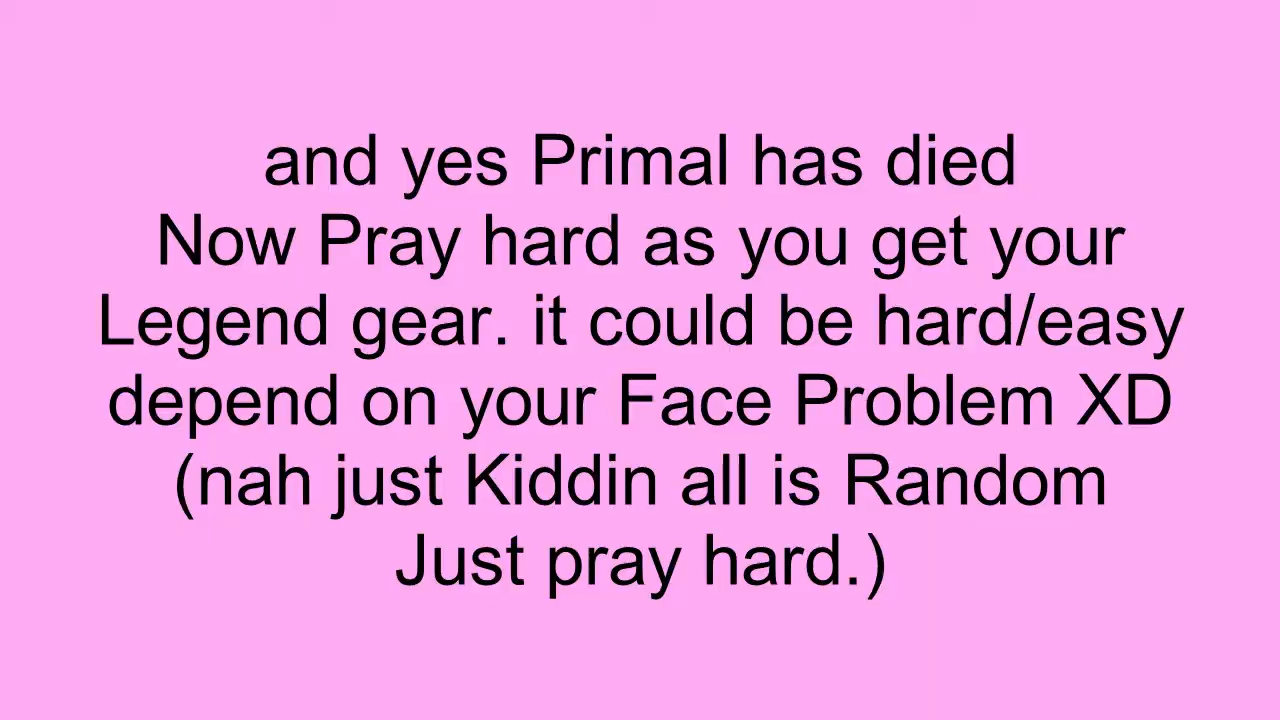 and yes Primal has died
Now Pray hard as you get your
Legend gear. it could be hard/easy
depend on your Face Problem XD
(nah just Kiddin all is Random
Just pray hard.)